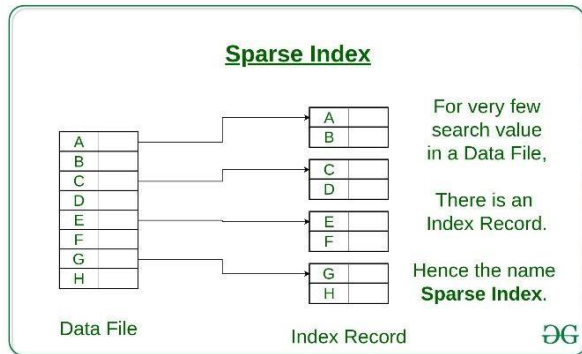 Sparse Index
A
B
C
D
E
F
G
H
Data File
A
B
C
D
E
F
G
H
Index Record
For very few
search value
in a Data File,
There is an
Index Record.
Hence the name
Sparse Index.